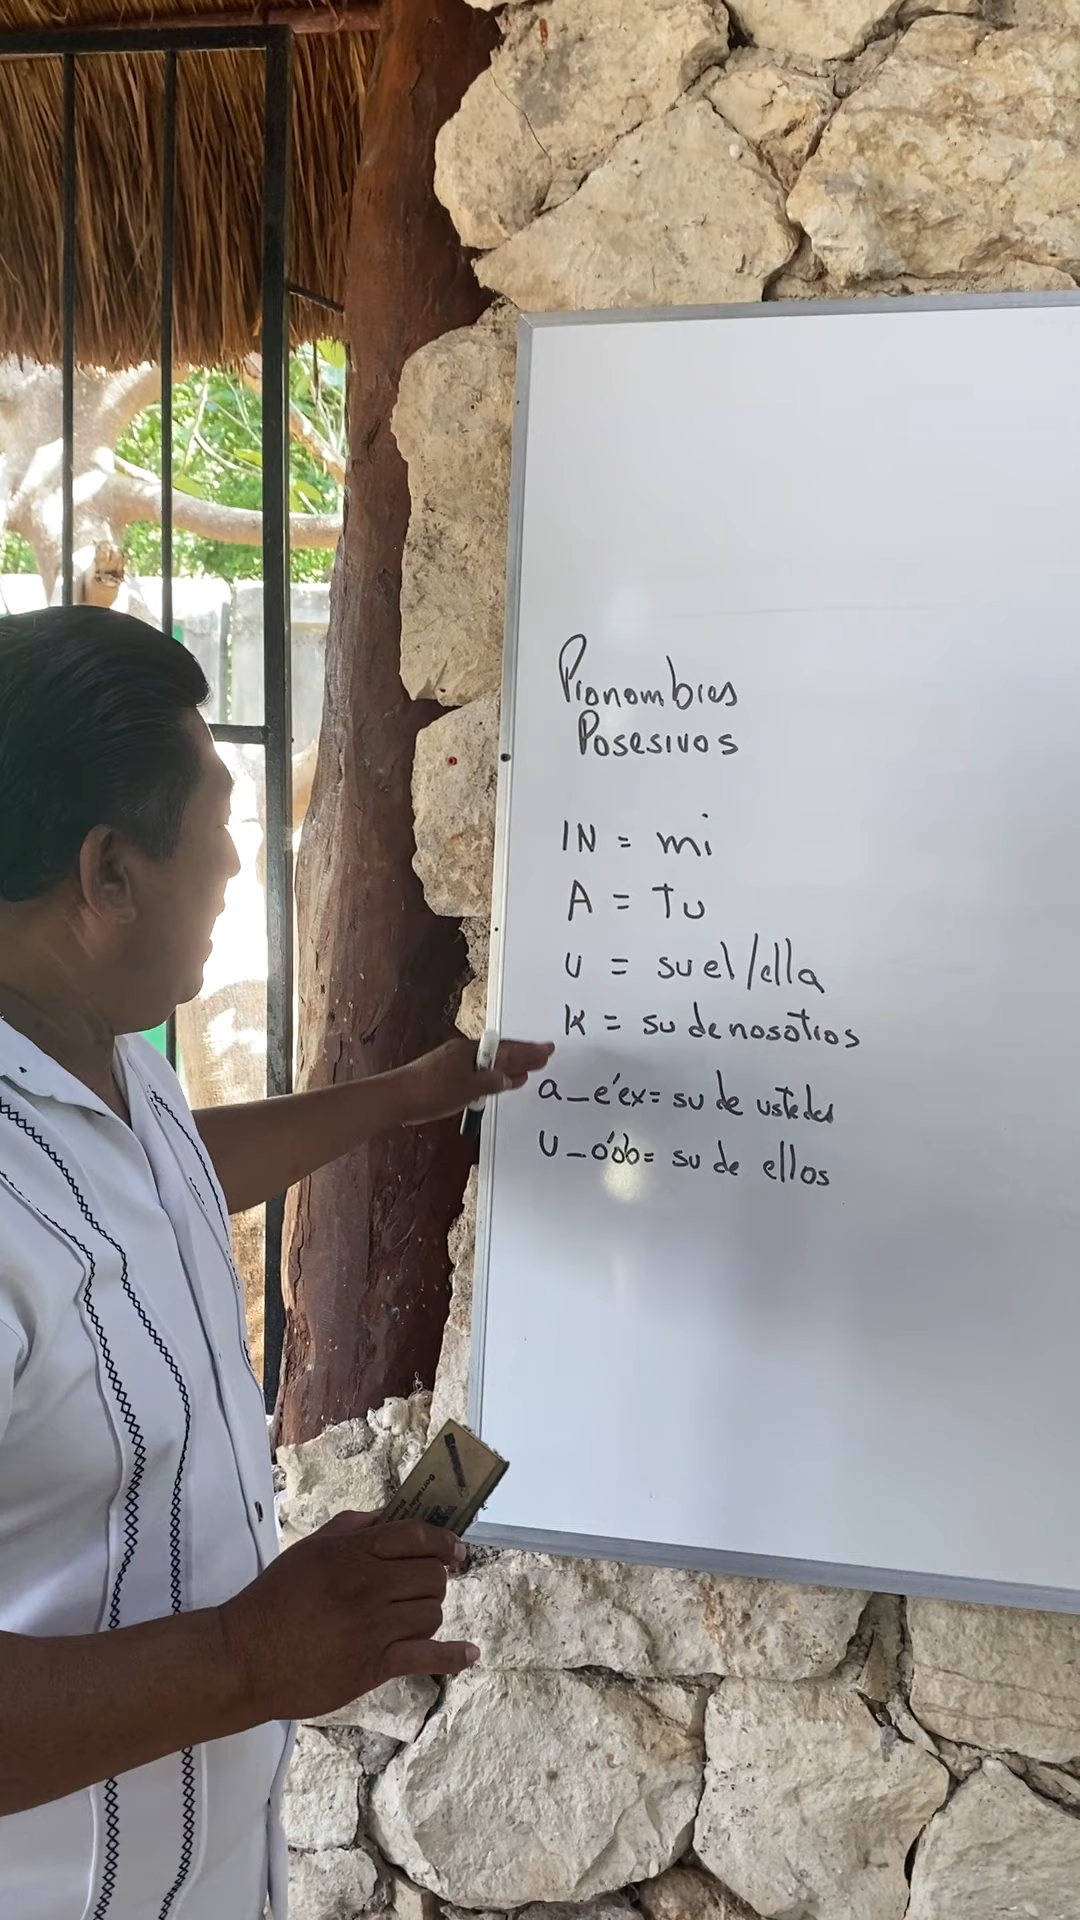 Pronombres
Posesivos
IN = mi
A = Tu
U = su el/ella
K = su de nosotros
a_e'ex = su de ustedes
U_o'ob = su de ellos
Borrador